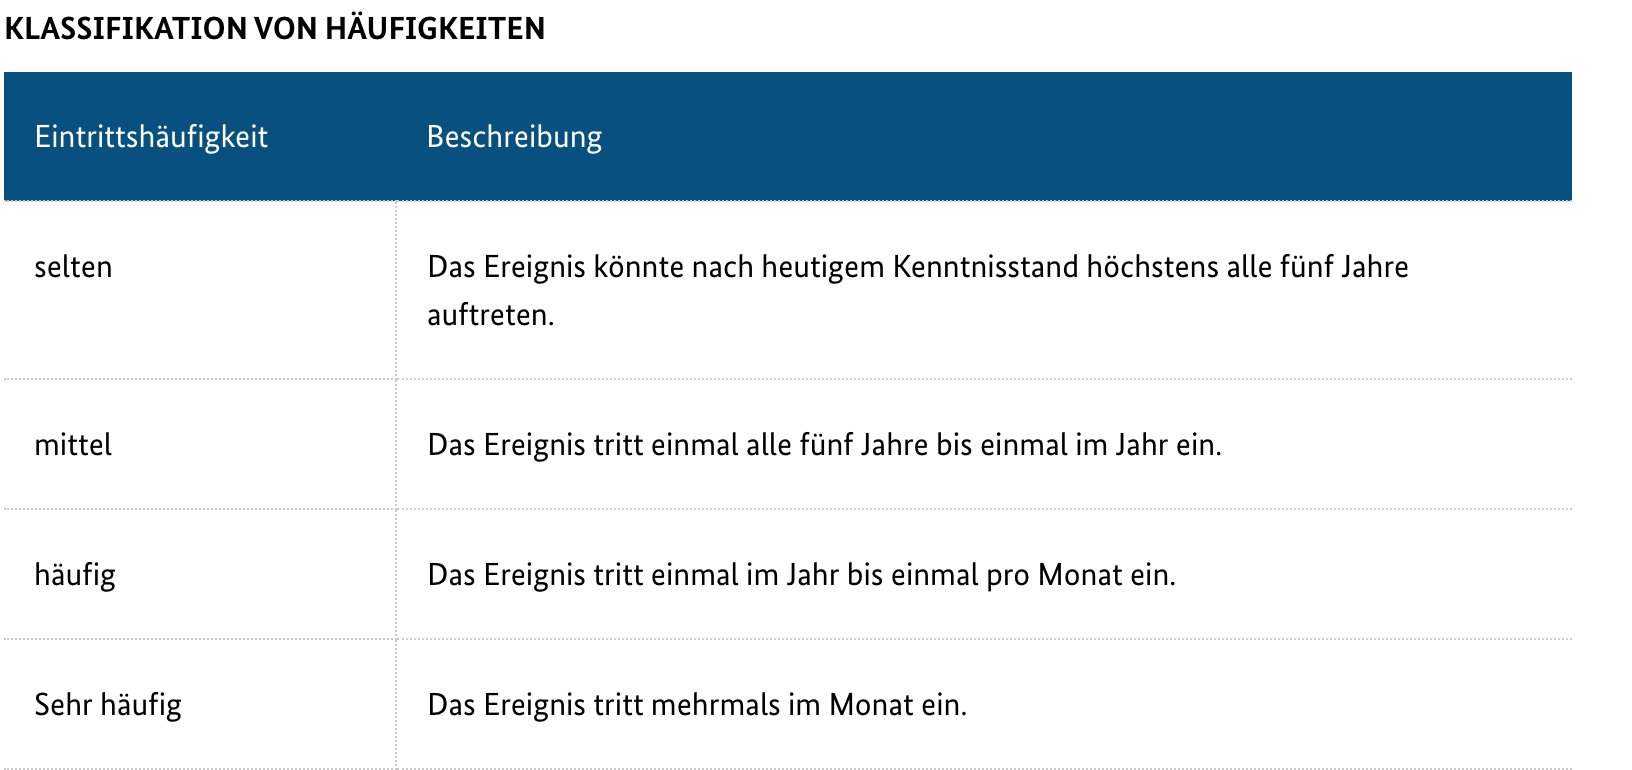 KLASSIFIKATION VON HÄUFIGKEITEN
Eintrittshäufigkeit Beschreibung
selten Das Ereignis könnte nach heutigem Kenntnisstand höchstens alle fünf Jahre
auftreten.
mittel Das Ereignis tritt einmal alle fünf Jahre bis einmal im Jahr ein.
häufig Das Ereignis tritt einmal im Jahr bis einmal pro Monat ein.
Sehr häufig Das Ereignis tritt mehrmals im Monat ein.